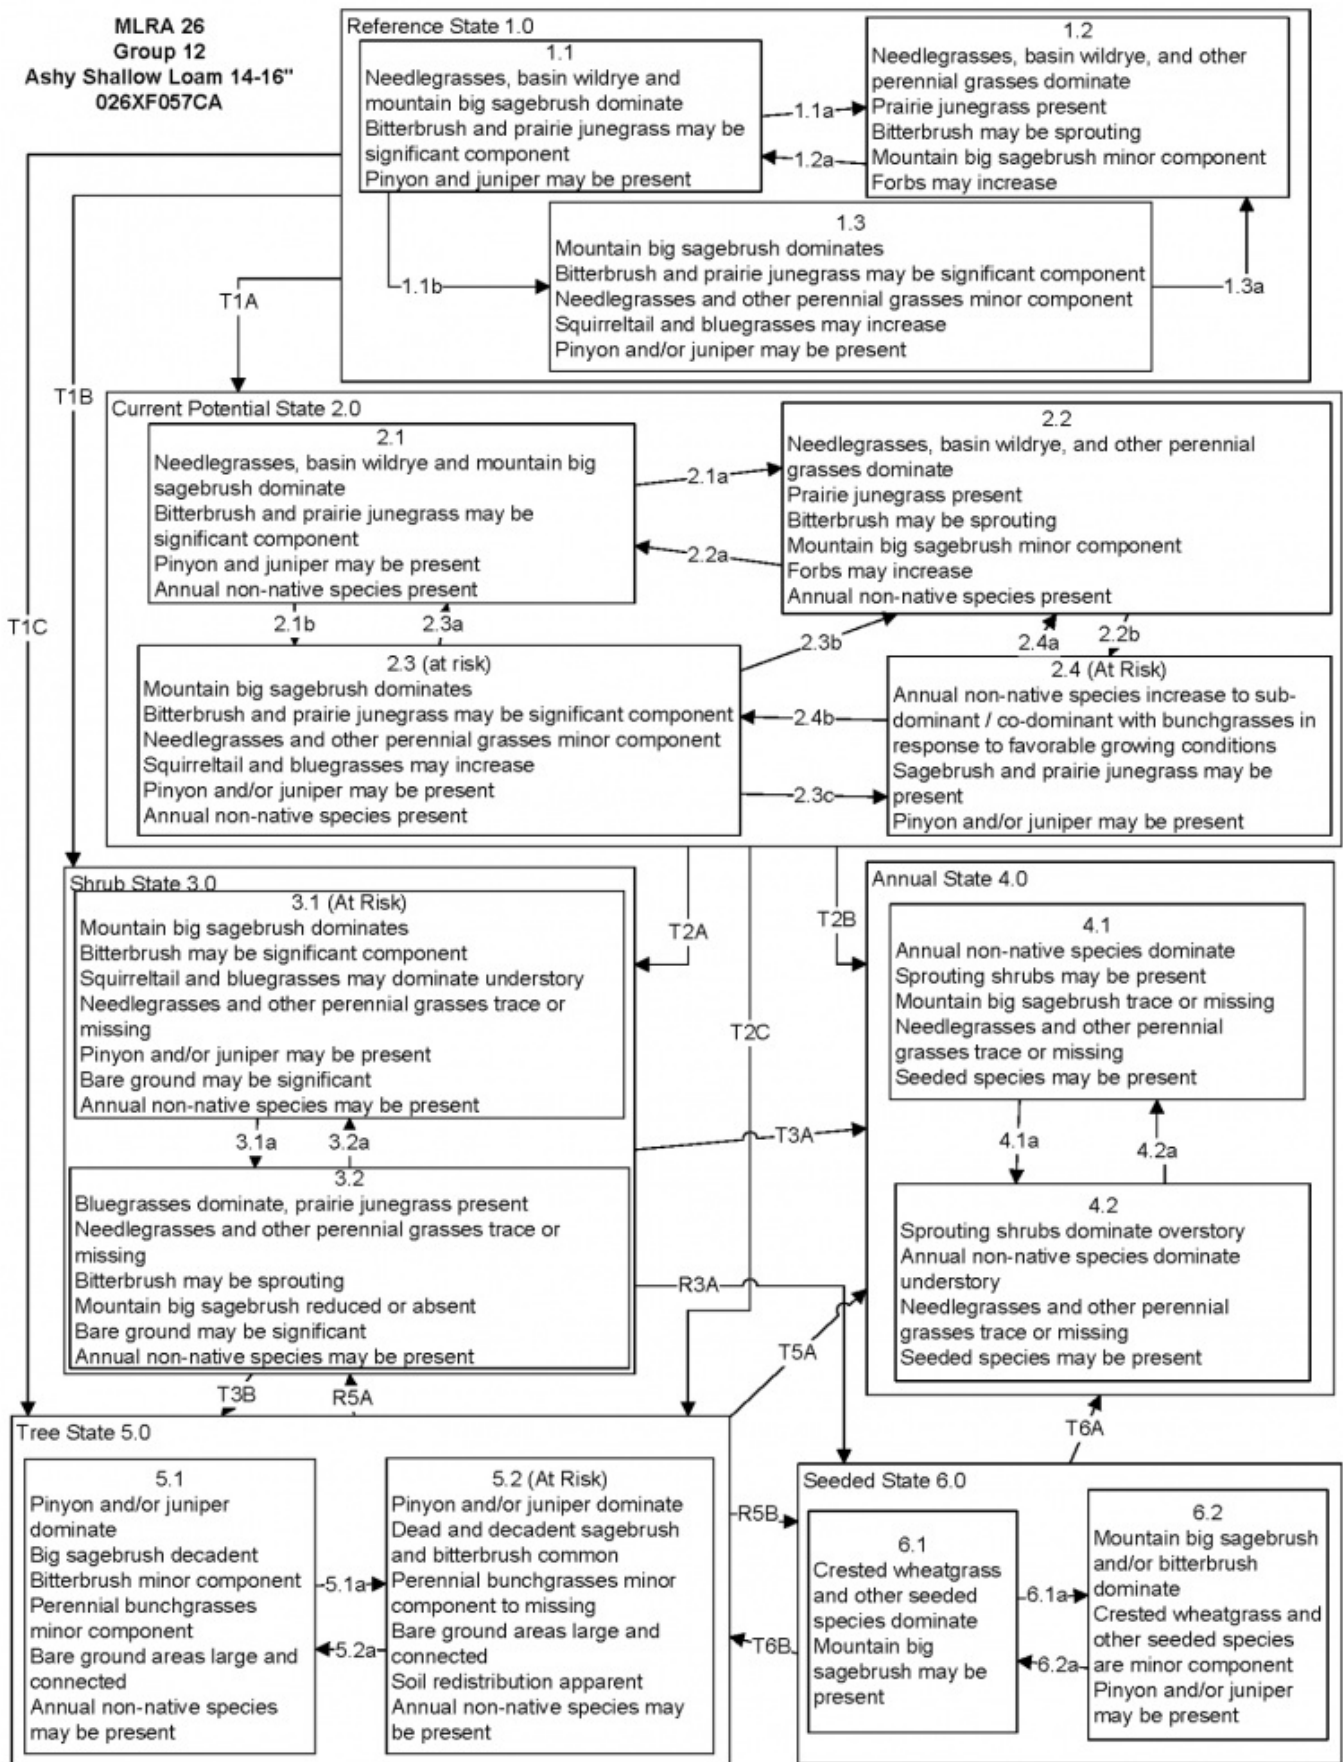 MLRA 26
Group 12
Ashy Shallow Loam 14-16"
026XF057CA
Reference State 1.0
1.1
Needlegrasses, basin wildrye and
mountain big sagebrush dominate
Bitterbrush and prairie junegrass may be
significant component
Pinyon and juniper may be present
1.1a
1.2a
1.2
Needlegrasses, basin wildrye, and other
perennial grasses dominate
Prairie junegrass present
Bitterbrush may be sprouting
Mountain big sagebrush minor component
Forbs may increase
1.3
Mountain big sagebrush dominates
Bitterbrush and prairie junegrass may be significant component
Needlegrasses and other perennial grasses minor component
Squirreltail and bluegrasses may increase
Pinyon and/or juniper may be present
1.1b
1.3a
T1A
T1B
T1C
Current Potential State 2.0
2.1
Needlegrasses, basin wildrye and mountain big
sagebrush dominate
Bitterbrush and prairie junegrass may be
significant component
Pinyon and juniper may be present
Annual non-native species present
2.1a
2.2a
2.2
Needlegrasses, basin wildrye, and other perennial
grasses dominate
Prairie junegrass present
Bitterbrush may be sprouting
Mountain big sagebrush minor component
Forbs may increase
Annual non-native species present
2.1b
2.3a
2.3b
2.4a
2.2b
2.3 (at risk)
Mountain big sagebrush dominates
Bitterbrush and prairie junegrass may be significant component
Needlegrasses and other perennial grasses minor component
Squirreltail and bluegrasses may increase
Pinyon and/or juniper may be present
Annual non-native species present
2.4b
2.3c
2.4 (At Risk)
Annual non-native species increase to sub-
dominant / co-dominant with bunchgrasses in
response to favorable growing conditions
Sagebrush and prairie junegrass may be
present
Pinyon and/or juniper may be present
T2A
T2B
T2C
Shrub State 3.0
3.1 (At Risk)
Mountain big sagebrush dominates
Bitterbrush may be significant component
Squirreltail and bluegrasses may dominate understory
Needlegrasses and other perennial grasses trace or
missing
Pinyon and/or juniper may be present
Bare ground may be significant
Annual non-native species may be present
3.1a
3.2a
3.2
Bluegrasses dominate, prairie junegrass present
Needlegrasses and other perennial grasses trace or
missing
Bitterbrush may be sprouting
Mountain big sagebrush reduced or absent
Bare ground may be significant
Annual non-native species may be present
T3A
R3A
T3B
R5A
T5A
Annual State 4.0
4.1
Annual non-native species dominate
Sprouting shrubs may be present
Mountain big sagebrush trace or missing
Needlegrasses and other perennial
grasses trace or missing
Seeded species may be present
4.1a
4.2a
4.2
Sprouting shrubs dominate overstory
Annual non-native species dominate
understory
Needlegrasses and other perennial
grasses trace or missing
Seeded species may be present
T6A
Tree State 5.0
5.1
Pinyon and/or juniper
dominate
Big sagebrush decadent
Bitterbrush minor component
Perennial bunchgrasses
minor component
Bare ground areas large and
connected
Annual non-native species
may be present
5.1a
5.2a
5.2 (At Risk)
Pinyon and/or juniper dominate
Dead and decadent sagebrush
and bitterbrush common
Perennial bunchgrasses minor
component to missing
Bare ground areas large and
connected
Soil redistribution apparent
Annual non-native species may
be present
R5B
T6B
Seeded State 6.0
6.1
Crested wheatgrass
and other seeded
species dominate
Mountain big
sagebrush may be
present
6.1a
6.2a
6.2
Mountain big sagebrush
and/or bitterbrush
dominate
Crested wheatgrass and
other seeded species
are minor component
Pinyon and/or juniper
may be present